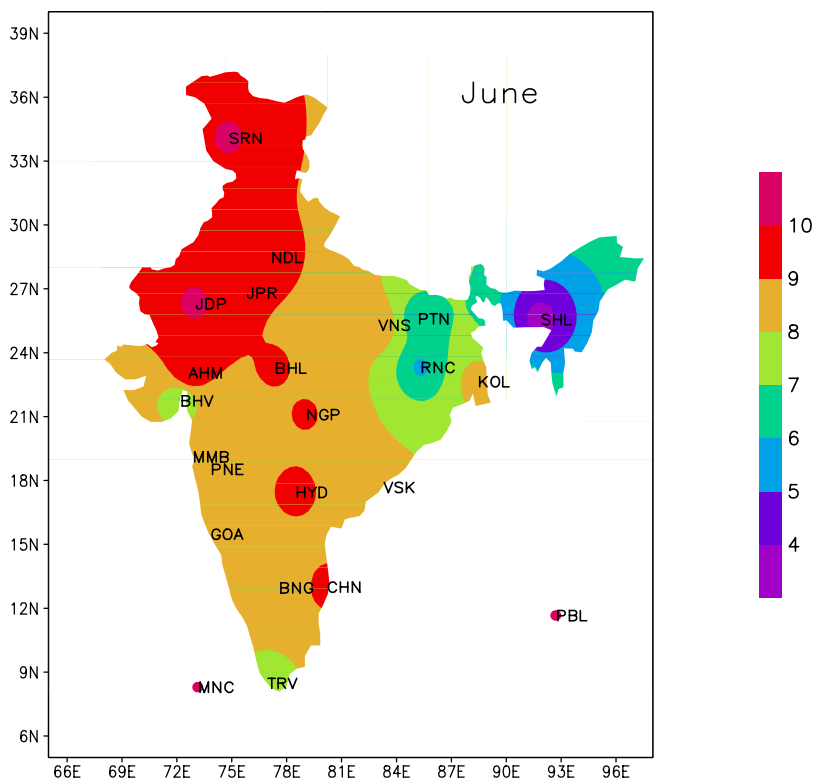 39N
36N
June
SRN
33N
30N
NDL
27N
JPR
JDP
PTN
SHL
VNS
24N
AHM
BHL
RNC
KOL
BHV
21N
NGP
MMB
PNE
18N
HYD
VSK
15N
GOA
12N
BNG
CHN
PBL
9N
TRV
MNC
6N
66E 69E 72E 75E 78E 81E 84E 87E 90E 93E 96E
10
9
8
7
6
5
4